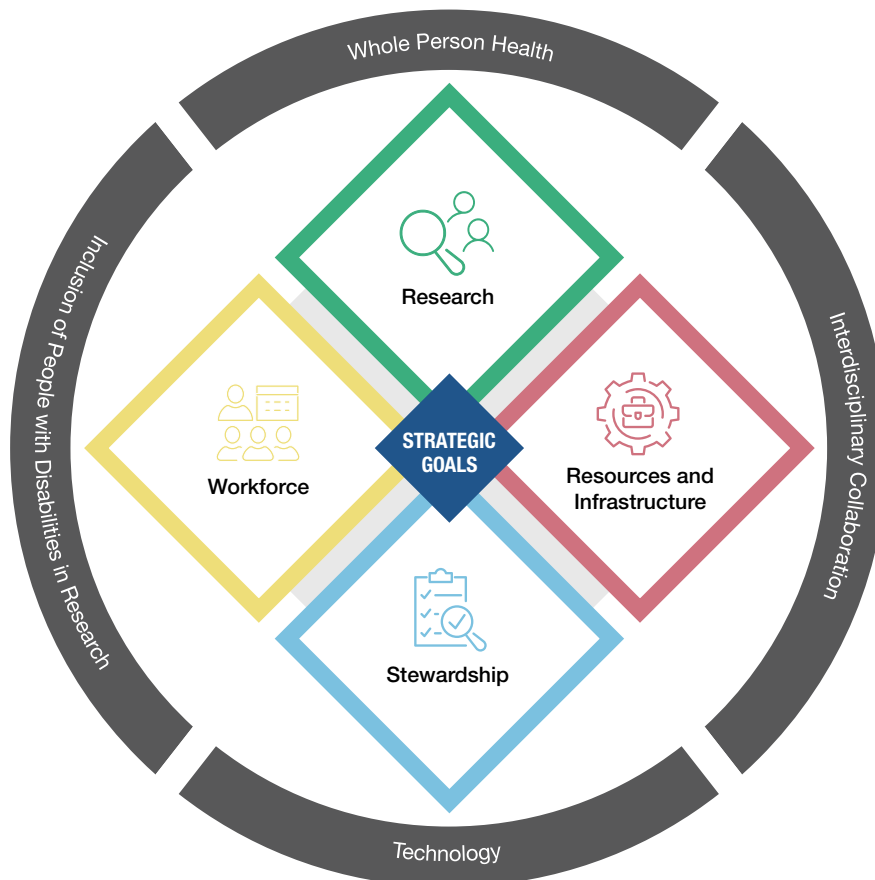 Whole Person Health
Research
Inclusion of People with Disabilities in Research
Interdisciplinary Collaboration
STRATEGIC
GOALS
Workforce
Resources and
Infrastructure
Stewardship
Technology